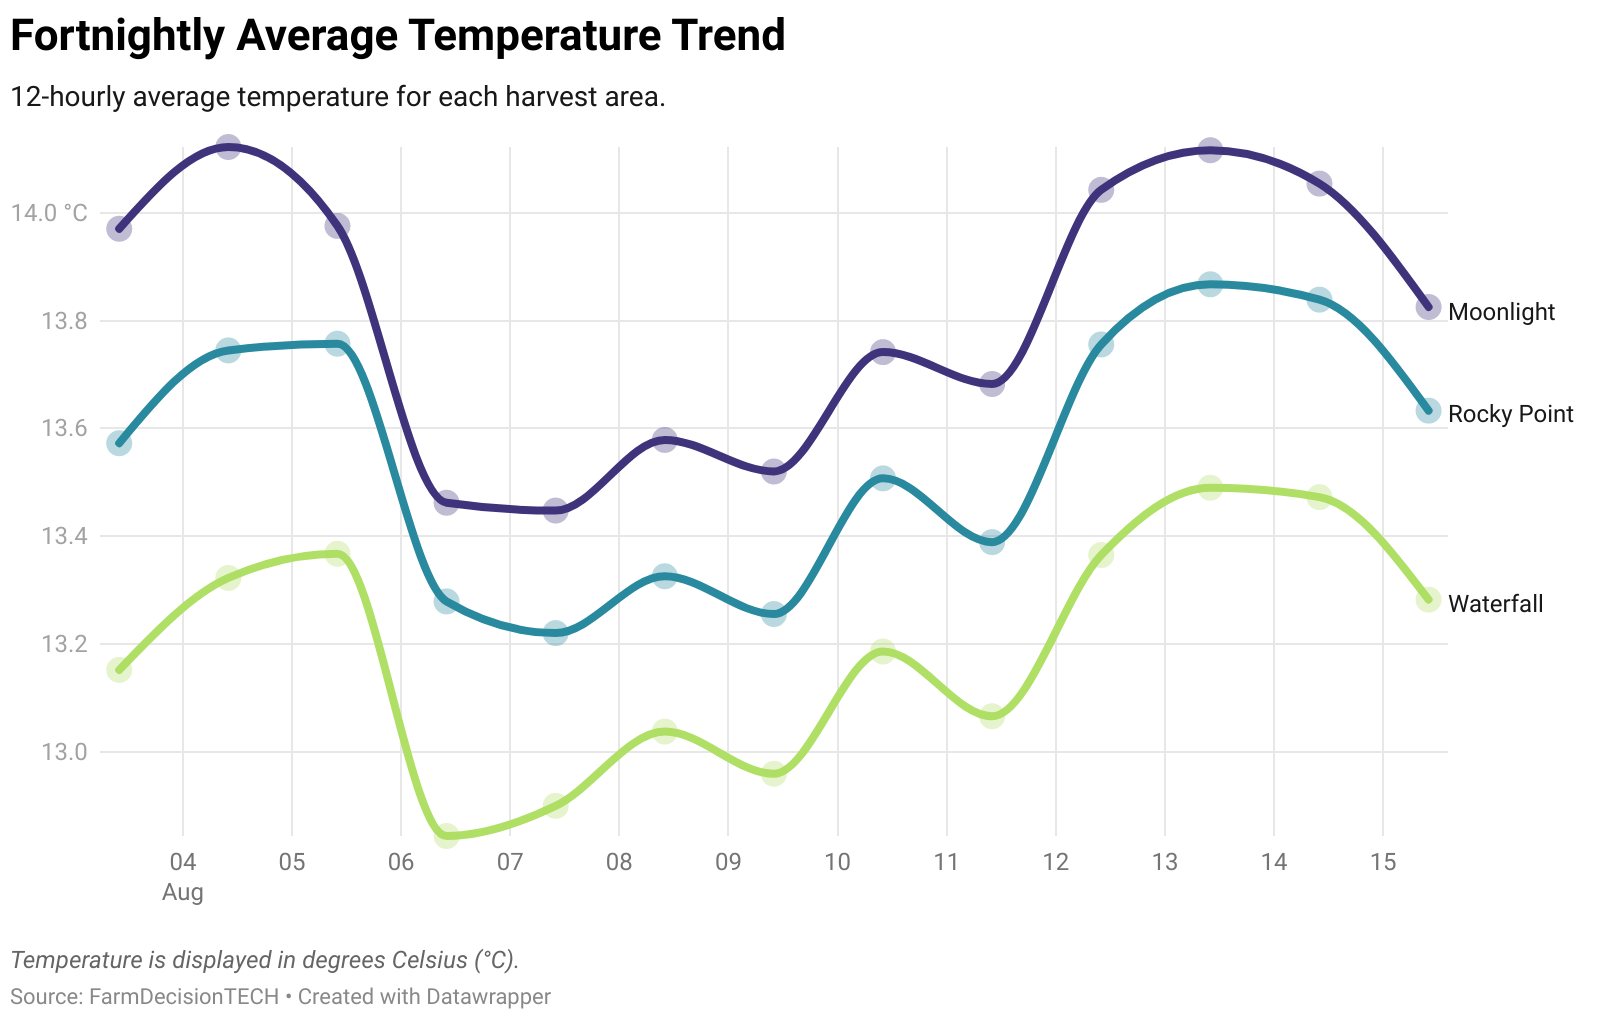 Fortnightly Average Temperature Trend
12-hourly average temperature for each harvest area.
14.0 °C
13.8
13.6
13.4
13.2
13.0
Moonlight
Rocky Point
Waterfall
04 05 06 07 08 09 10 11 12 13 14 15
Aug
Temperature is displayed in degrees Celsius (°C).
Source: FarmDecisionTECH • Created with Datawrapper